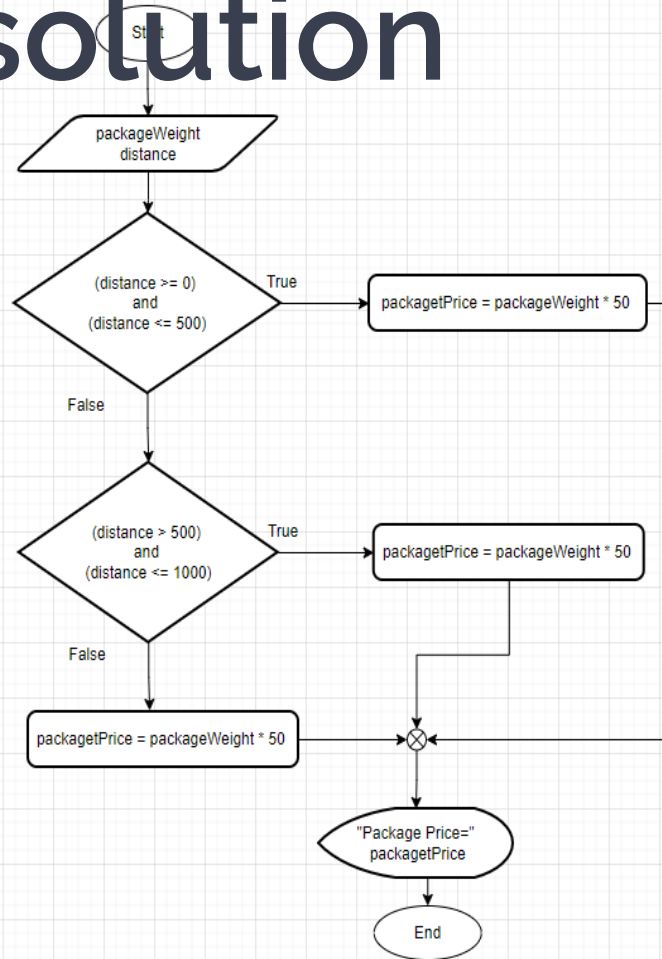 solution
Start
packageWeight
distance
(distance >= 0)
and
(distance <= 500)
True
packagetPrice = packageWeight * 50
False
(distance > 500)
and
(distance <= 1000)
True
packagetPrice = packageWeight * 50
False
packagetPrice = packageWeight * 50
"Package Price="
packagetPrice
End